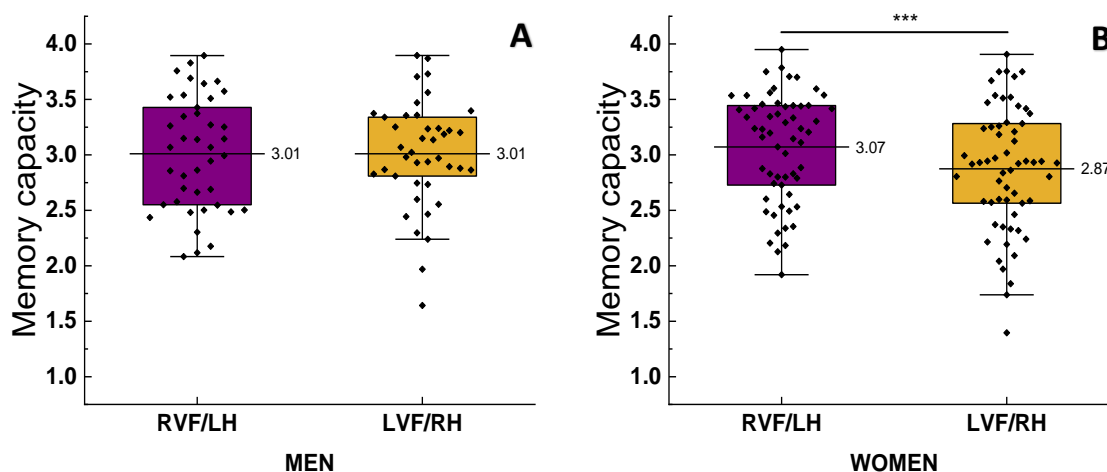 A
Memory capacity
4.0
3.5
3.0
2.5
2.0
1.5
1.0
3.01
3.01
RVF/LH
LVF/RH
MEN
B
***
Memory capacity
4.0
3.5
3.0
2.5
2.0
1.5
1.0
3.07
2.87
RVF/LH
LVF/RH
WOMEN